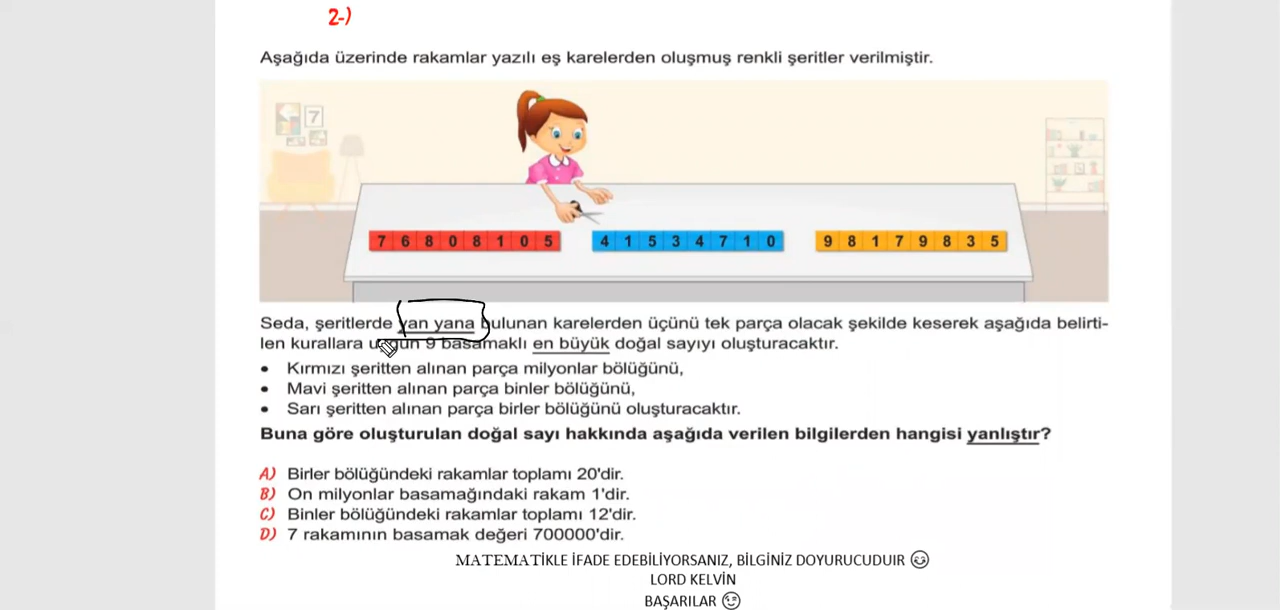 2-)
Aşağıda üzerinde rakamlar yazılı eş karelerden oluşmuş renkli şeritler verilmiştir.
7
7 6 8 0 8 1 0 5 4 1 5 3 4 7 1 0 9 8 1 7 9 8 3 5
Seda, şeritlerde yan yana bulunan karelerden üçünü tek parça olacak şekilde keserek aşağıda belirti-
len kurallara uygun 9 basamaklı en büyük doğal sayıyı oluşturacaktır.
• Kırmızı şeritten alınan parça milyonlar bölüğünü,
• Mavi şeritten alınan parça binler bölüğünü,
• Sarı şeritten alınan parça birler bölüğünü oluşturacaktır.
Buna göre oluşturulan doğal sayı hakkında aşağıda verilen bilgilerden hangisi yanlıştır?
A) Birler bölüğündeki rakamlar toplamı 20'dir.
B) On milyonlar basamağındaki rakam 1'dir.
C) Binler bölüğündeki rakamlar toplamı 12'dir.
D) 7 rakamının basamak değeri 700000'dir.
MATEMATİKLE İFADE EDEBİLİYORSANIZ, BİLGİNİZ DOYURUCUDUIR 😊
LORD KELVİN
BAŞARILAR 😉